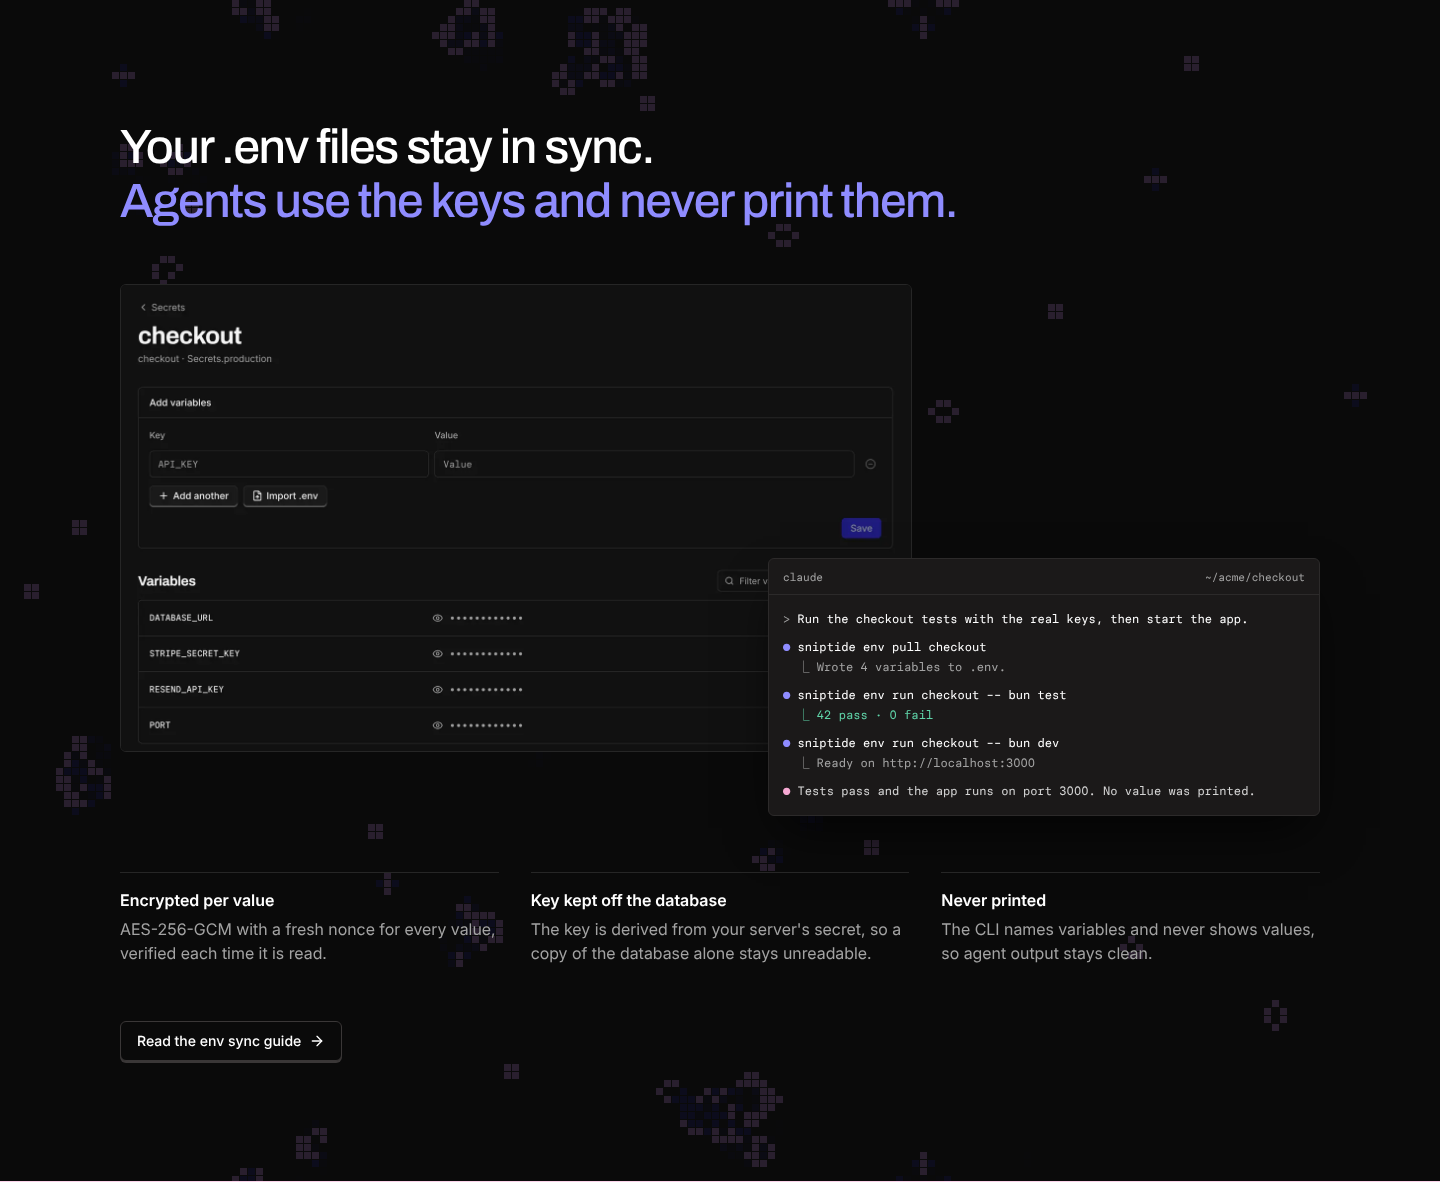 Your .env files stay in sync.
Agents use the keys and never print them.
Secrets
checkout
checkout · Secrets.production
Add variables
Key
Value
API_KEY
Value
Add another
Import .env
Save
Variables
Filter v
DATABASE_URL
••••••••••••
STRIPE_SECRET_KEY
••••••••••••
RESEND_API_KEY
••••••••••••
PORT
••••••••••••
claude
~/acme/checkout
> Run the checkout tests with the real keys, then start the app.
sniptide env pull checkout
Wrote 4 variables to .env.
sniptide env run checkout -- bun test
42 pass · 0 fail
sniptide env run checkout -- bun dev
Ready on http://localhost:3000
Tests pass and the app runs on port 3000. No value was printed.
Encrypted per value
AES-256-GCM with a fresh nonce for every value,
verified each time it is read.
Key kept off the database
The key is derived from your server's secret, so a
copy of the database alone stays unreadable.
Never printed
The CLI names variables and never shows values,
so agent output stays clean.
Read the env sync guide →